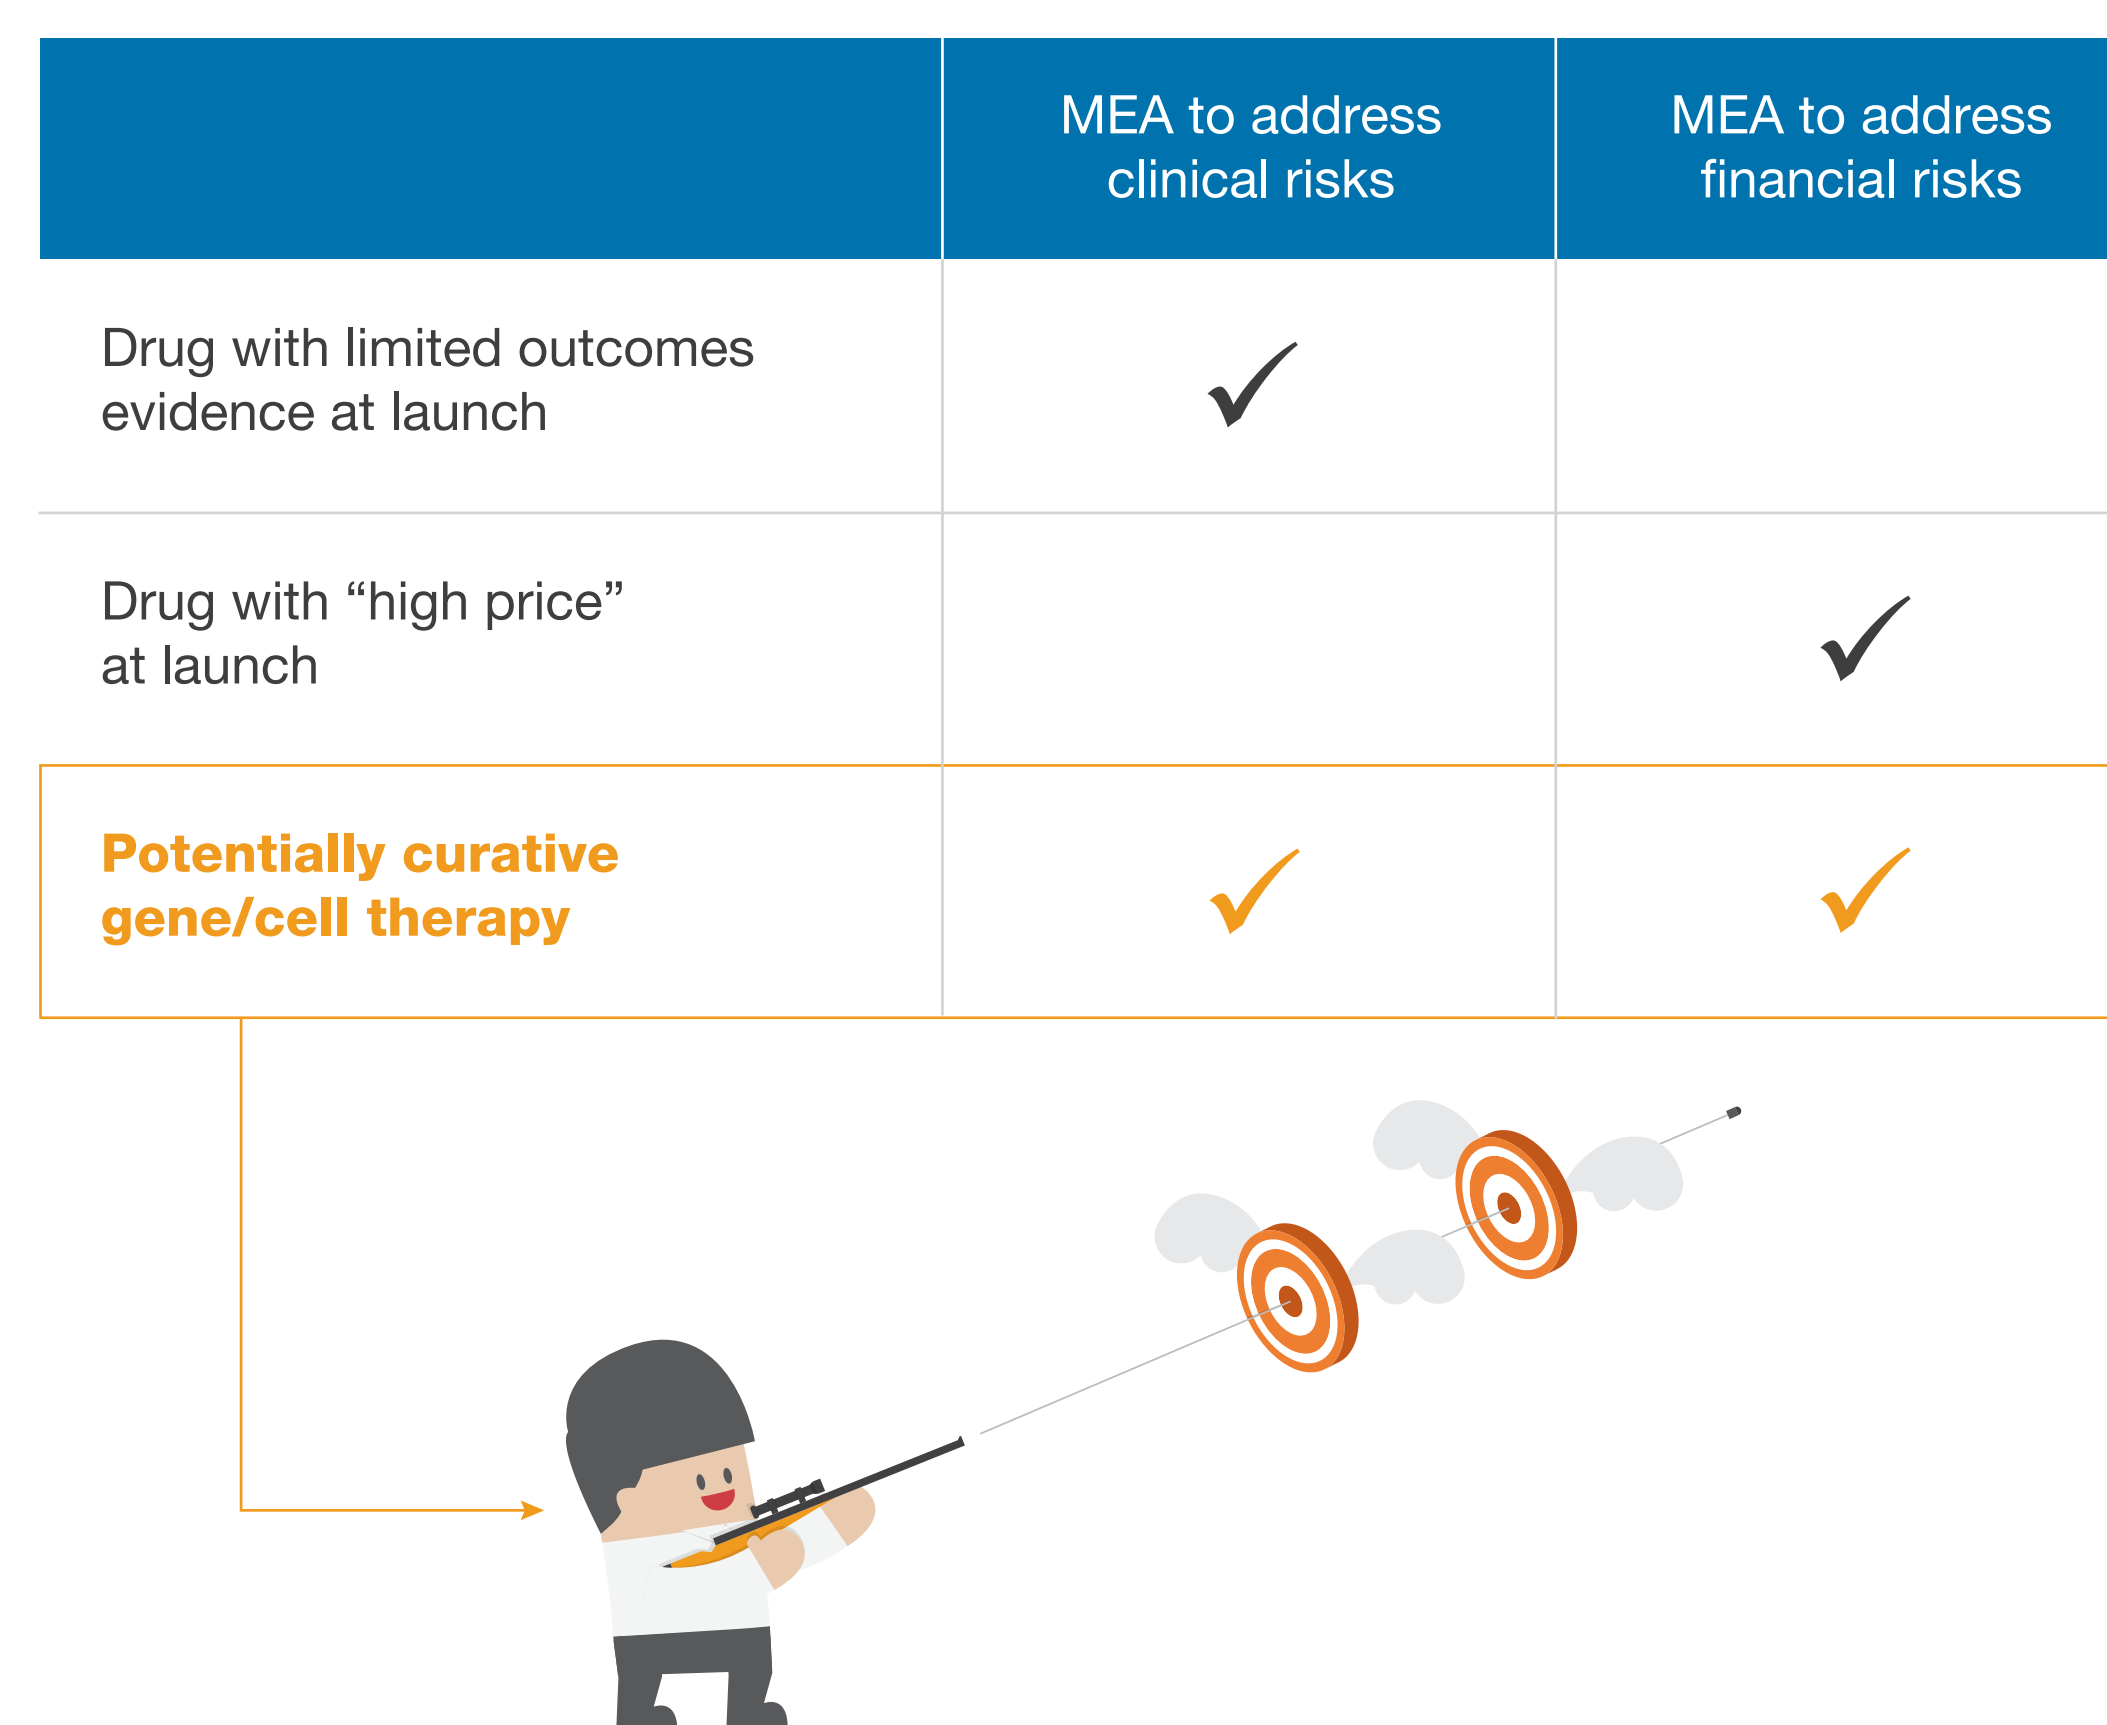 MEA to address
clinical risks
MEA to address
financial risks
Drug with limited outcomes
evidence at launch
Drug with “high price”
at launch
Potentially curative
gene/cell therapy